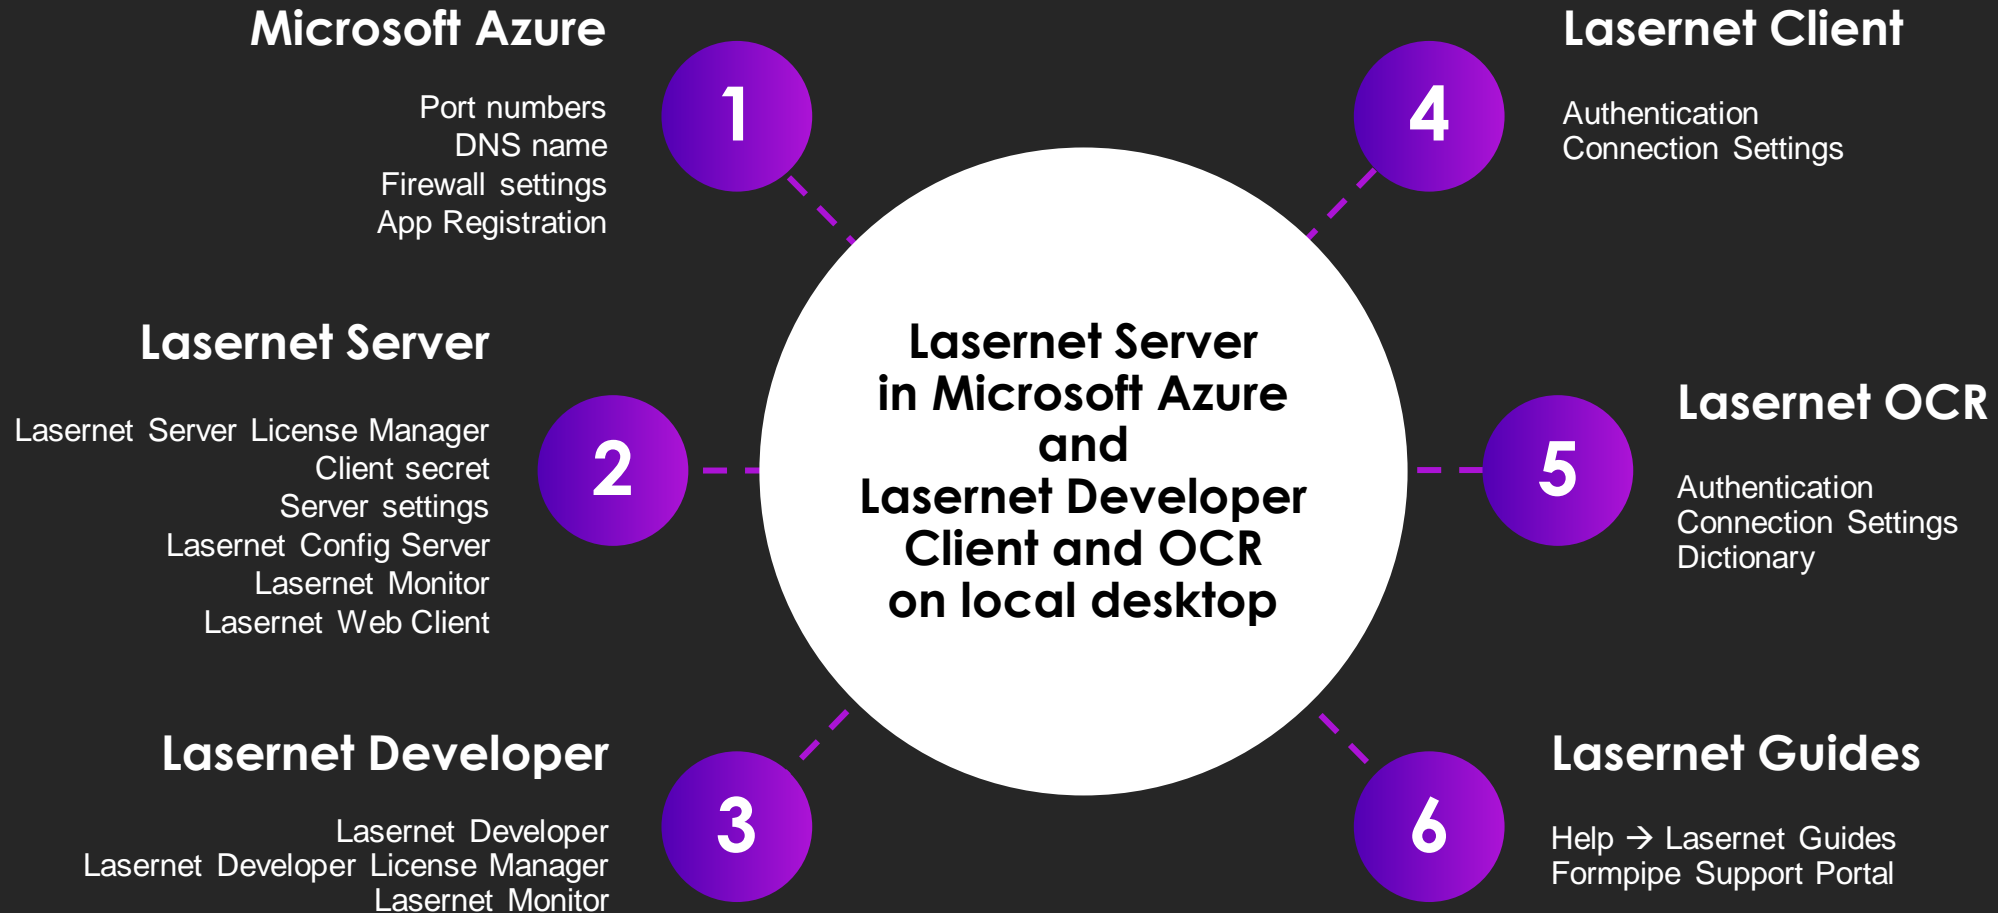 Microsoft Azure
1
Port numbers
DNS name
Firewall settings
App Registration
Lasernet Server
2
Lasernet Server License Manager
Client secret
Server settings
Lasernet Config Server
Lasernet Monitor
Lasernet Web Client
Lasernet Developer
3
Lasernet Developer
Lasernet Developer License Manager
Lasernet Monitor
Lasernet Server
in Microsoft Azure
and
Lasernet Developer
Client and OCR
on local desktop
Lasernet Client
4
Authentication
Connection Settings
Lasernet OCR
5
Authentication
Connection Settings
Dictionary
Lasernet Guides
6
Help → Lasernet Guides
Formpipe Support Portal